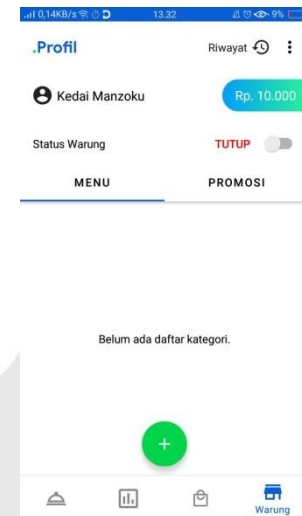 0,14KB/s 13.32 9%
.Profil Riwayat
Kedai Manzoku Rp. 10.000
Status Warung TUTUP
MENU PROMOSI
Belum ada daftar kategori.
+
Warung